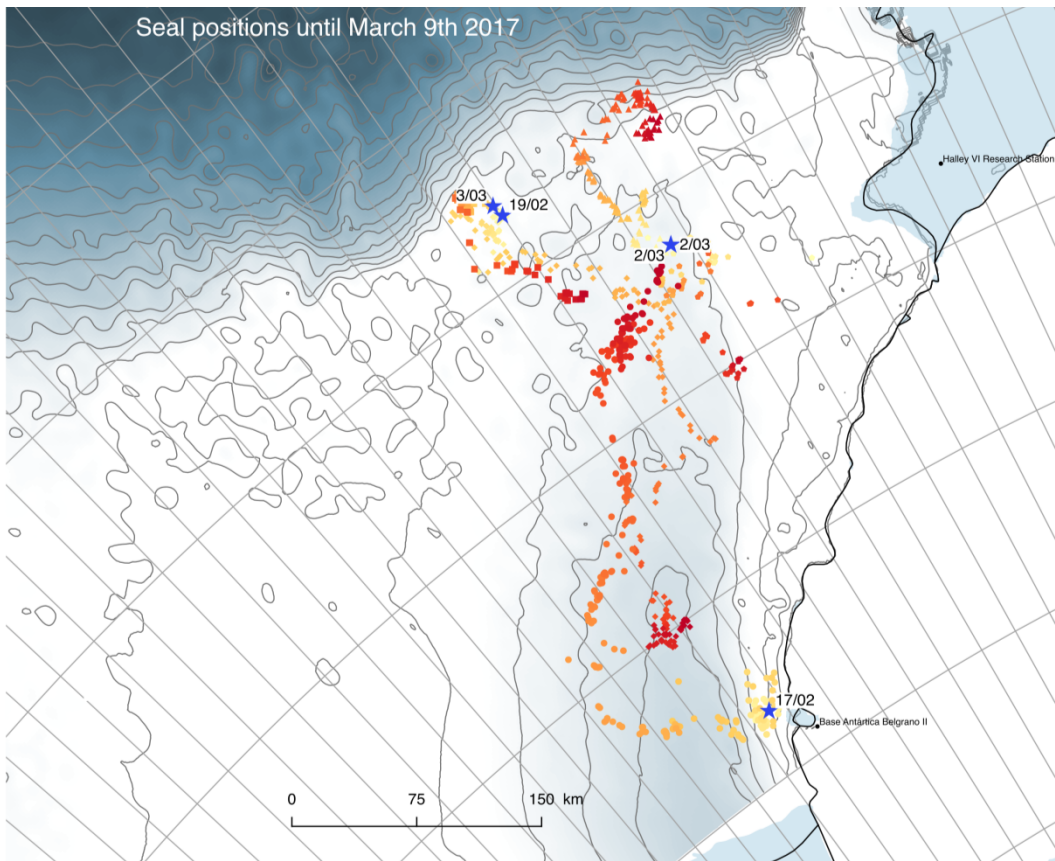 Seal positions until March 9th 2017
Halley VI Research Station
3/03
19/02
2/03
2/03
17/02
Base Antártica Belgrano II
0 75 150 km